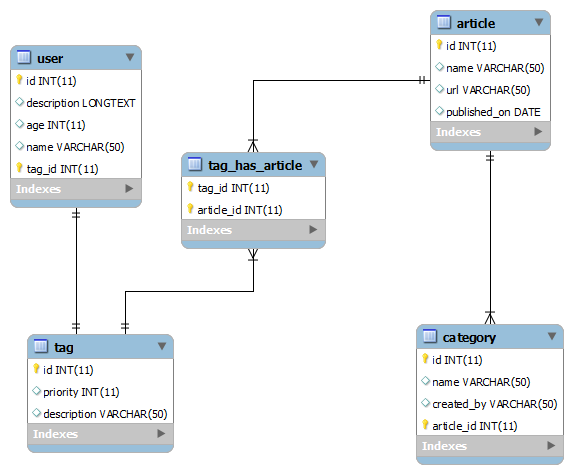 user
id INT(11)
description LONGTEXT
age INT(11)
name VARCHAR(50)
tag_id INT(11)
Indexes
article
id INT(11)
name VARCHAR(50)
url VARCHAR(50)
published_on DATE
Indexes
tag_has_article
tag_id INT(11)
article_id INT(11)
Indexes
tag
id INT(11)
priority INT(11)
description VARCHAR(50)
Indexes
category
id INT(11)
name VARCHAR(50)
created_by VARCHAR(50)
article_id INT(11)
Indexes